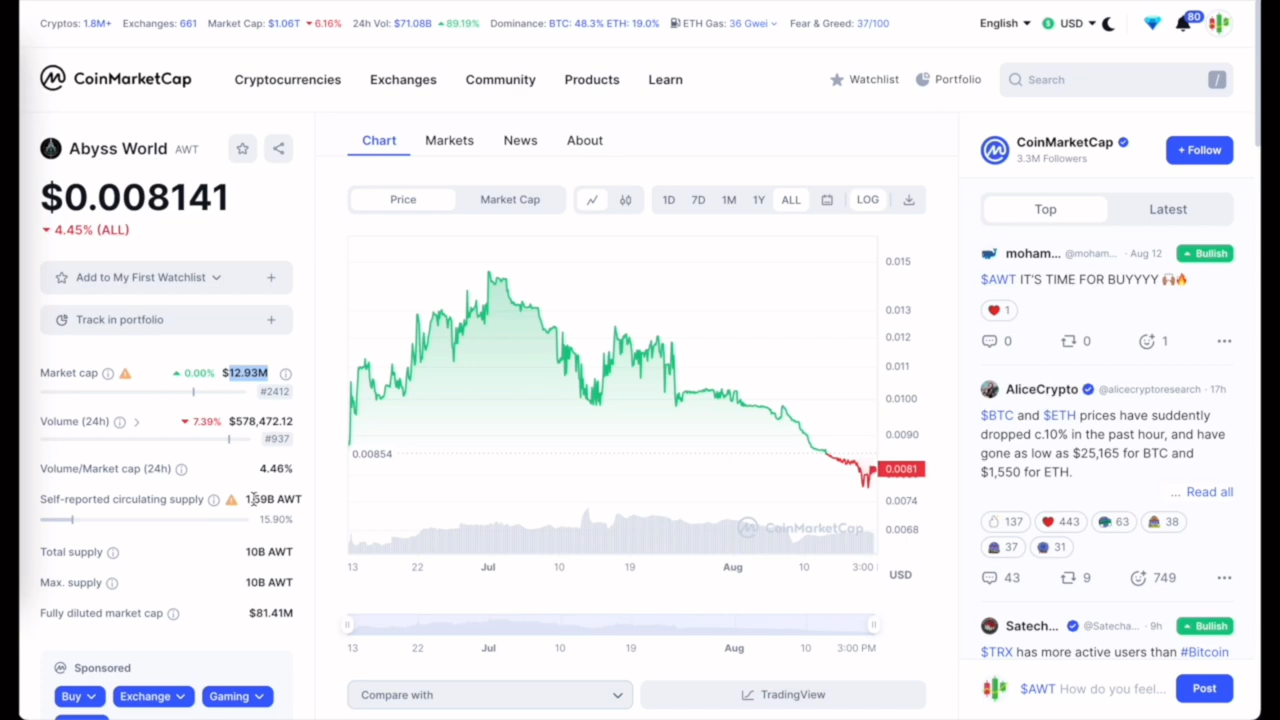 Cryptos: 1.8M+ Exchanges: 661 Market Cap: $1.06T 6.16% 24h Vol: $71.08B 89.19% Dominance: BTC: 48.3% ETH: 19.0% ETH Gas: 36 Gwei Fear & Greed: 37/100
English USD 80
CoinMarketCap Cryptocurrencies Exchanges Community Products Learn Watchlist Portfolio Search /
Abyss World AWT
$0.008141
4.45% (ALL)
Add to My First Watchlist +
Track in portfolio +
Market cap 0.00% $12.93M
#2412
Volume (24h) 7.39% $578,472.12
#937
Volume/Market cap (24h) 4.46%
Self-reported circulating supply 1.59B AWT
15.90%
Total supply 10B AWT
Max. supply 10B AWT
Fully diluted market cap $81.41M
Sponsored
Buy Exchange Gaming
Chart Markets News About
Price Market Cap 1D 7D 1M 1Y ALL LOG
0.015
0.013
0.012
0.011
0.0100
0.0090
0.00854
0.0081
0.0074
0.0068
CoinMarketCap
13 22 Jul 10 19 Aug 10 3:00
USD
13 22 Jul 10 19 Aug 10 3:00 PM
Compare with TradingView
CoinMarketCap
3.3M Followers
+ Follow
Top Latest
moham... @moham... · Aug 12 Bullish
$AWT IT'S TIME FOR BUYYYY 🙌🏻🔥
1
0 0 1 ...
AliceCrypto @alicecryptoresearch · 17h
$BTC and $ETH prices have suddently
dropped c.10% in the past hour, and have
gone as low as $25,165 for BTC and
$1,550 for ETH.
... Read all
137 443 63 38
37 31
43 9 749 ...
Satech... @Satecha... · 9h Bullish
$TRX has more active users than #Bitcoin
$AWT How do you feel... Post